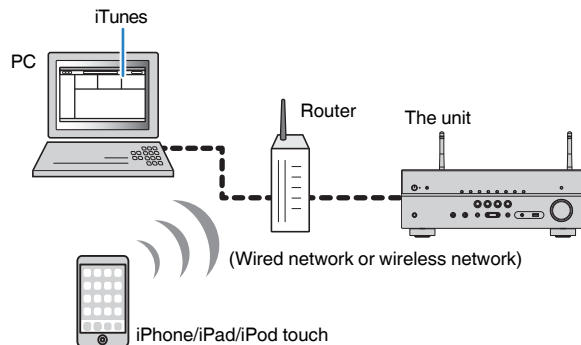 iTunes
PC
Router
The unit
(Wired network or wireless network)
iPhone/iPad/iPod touch